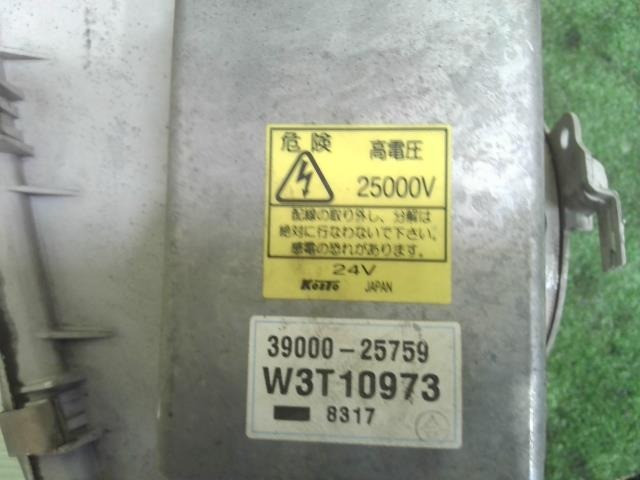 危険 高電圧
25000V
配線の取り外し、分解は
絶対に行なわないで下さい。
感電の恐れがあります。
24V
KOITO JAPAN
39000-25759
W3T10973
8317